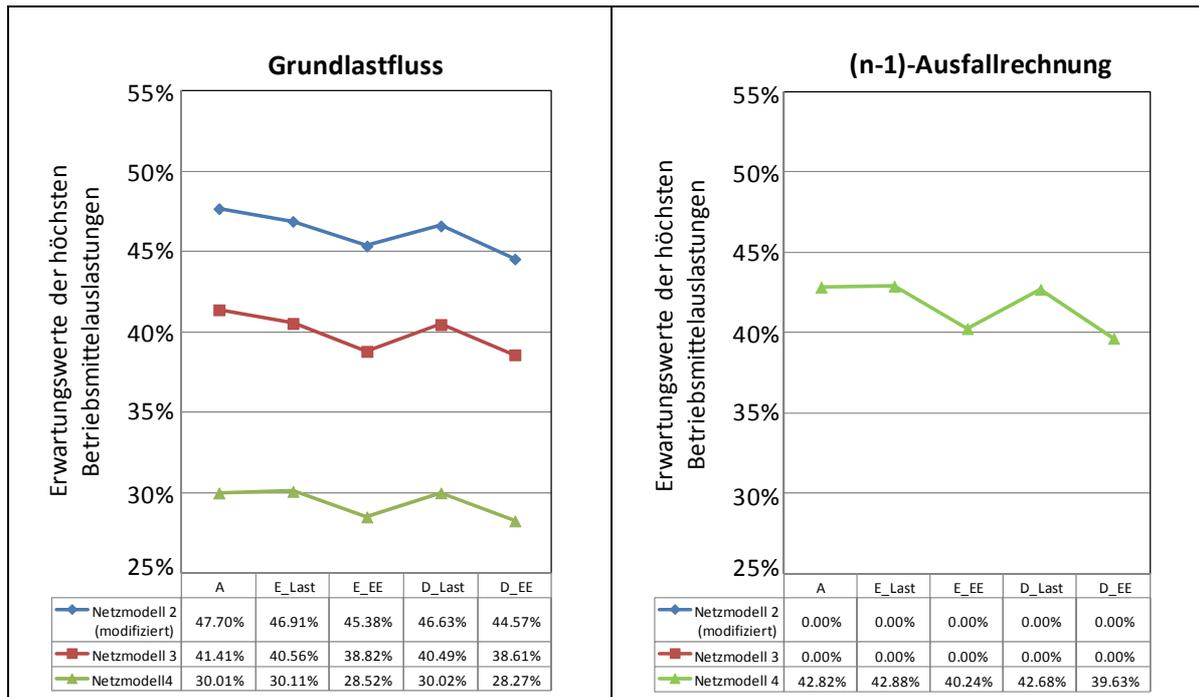 Grundlastfluss
Erwartungswerte der höchsten
Betriebsmittelauslastungen
55%
50%
45%
40%
35%
30%
25%
A E_Last E_EE D_Last D_EE
Netzmodell 2
(modifiziert) 47.70% 46.91% 45.38% 46.63% 44.57%
Netzmodell 3 41.41% 40.56% 38.82% 40.49% 38.61%
Netzmodell4 30.01% 30.11% 28.52% 30.02% 28.27%
(n-1)-Ausfallrechnung
Erwartungswerte der höchsten
Betriebsmittelauslastungen
55%
50%
45%
40%
35%
30%
25%
A E_Last E_EE D_Last D_EE
Netzmodell 2
(modifiziert) 0.00% 0.00% 0.00% 0.00% 0.00%
Netzmodell 3 0.00% 0.00% 0.00% 0.00% 0.00%
Netzmodell 4 42.82% 42.88% 40.24% 42.68% 39.63%